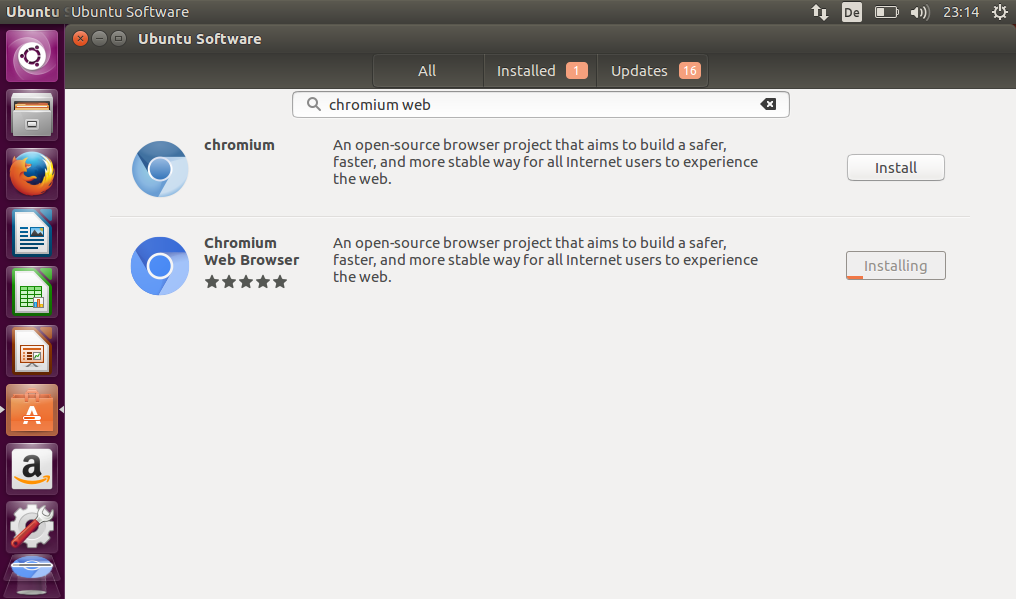 Ubuntu S Ubuntu Software
De
23:14
Ubuntu Software
All
Installed 1
Updates 16
chromium web
chromium
An open-source browser project that aims to build a safer,
faster, and more stable way for all Internet users to experience
the web.
Install
Chromium
Web Browser
An open-source browser project that aims to build a safer,
faster, and more stable way for all Internet users to experience
the web.
Installing